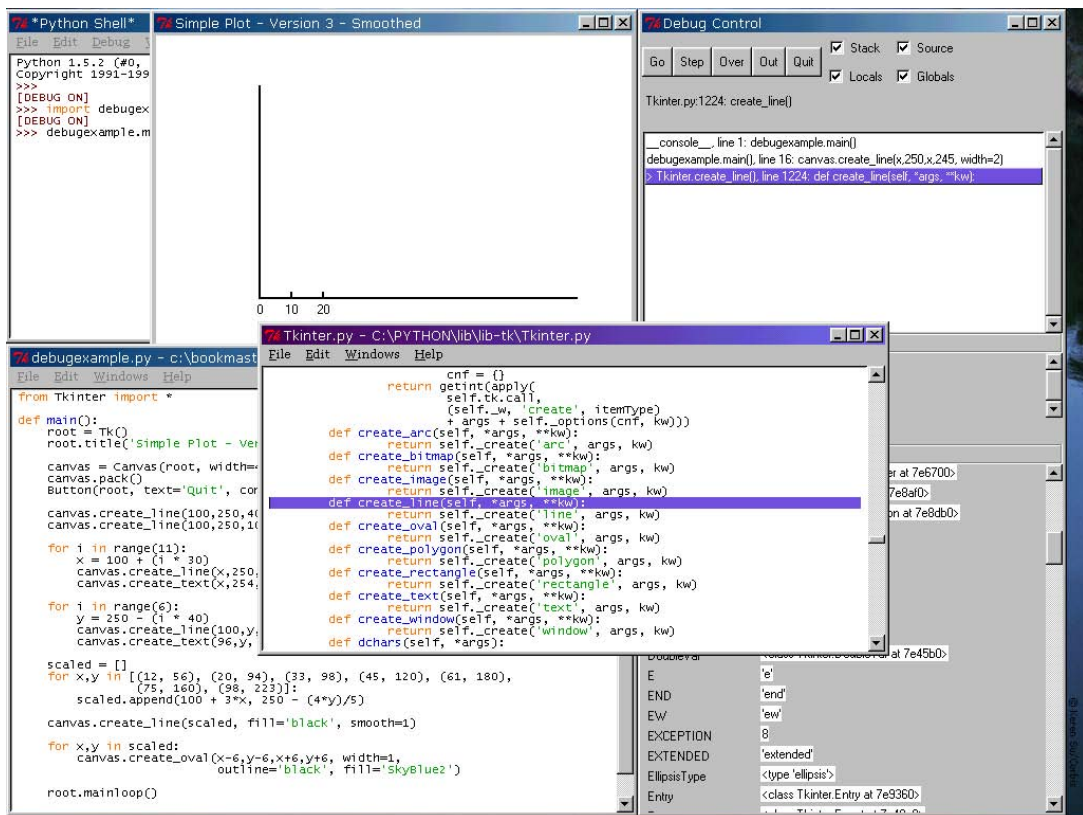 *Python Shell*
File Edit Debug
Python 1.5.2 (#0,
Copyright 1991-199
>>>
[DEBUG ON]
>>> import debugex
[DEBUG ON]
>>> debugexample.m
Simple Plot - Version 3 - Smoothed
0 10 20
Debug Control
Go Step Over Out Quit
Stack Source
Locals Globals
Tkinter.py:1224: create_line()
__console__, line 1: debugexample.main()
debugexample.main(), line 16: canvas.create_line(x,250,x,245, width=2)
> Tkinter.create_line(), line 1224: def create_line(self, *args, **kw):
Tkinter.py - C:\PYTHON\lib\lib-tk\Tkinter.py
File Edit Windows Help
cnf = {}
return getint(apply(
self.tk.call,
(self._w, 'create', itemType)
+ args + self._options(cnf, kw)))
def create_arc(self, *args, **kw):
return self._create('arc', args, kw)
def create_bitmap(self, *args, **kw):
return self._create('bitmap', args, kw)
def create_image(self, *args, **kw):
return self._create('image', args, kw)
def create_line(self, *args, **kw):
return self._create('line', args, kw)
def create_oval(self, *args, **kw):
return self._create('oval', args, kw)
def create_polygon(self, *args, **kw):
return self._create('polygon', args, kw)
def create_rectangle(self, *args, **kw):
return self._create('rectangle', args, kw)
def create_text(self, *args, **kw):
return self._create('text', args, kw)
def create_window(self, *args, **kw):
return self._create('window', args, kw)
def dchars(self, *args):
debugexample.py - c:\bookmast
File Edit Windows Help
from Tkinter import *
def main():
root = Tk()
root.title('Simple Plot - Ver
canvas = Canvas(root, width=
canvas.pack()
Button(root, text='Quit', co
canvas.create_line(100,250,4
canvas.create_line(100,250,1
for i in range(11):
x = 100 + (i * 30)
canvas.create_line(x,250,
canvas.create_text(x,254,
for i in range(6):
y = 250 - (i * 40)
canvas.create_line(100,y,
canvas.create_text(96,y,
scaled = []
for x,y in [(12, 56), (20, 94), (33, 98), (45, 120), (61, 180),
(75, 160), (98, 223)]:
scaled.append(100 + 3*x, 250 - (4*y)/5)
canvas.create_line(scaled, fill='black', smooth=1)
for x,y in scaled:
canvas.create_oval(x-6,y-6,x+6,y+6, width=1,
outline='black', fill='SkyBlue2')
root.mainloop()
er at 7e6700>
7e8af0>
on at 7e8db0>
DoubleVar <class Tkinter.DoubleVar at 7e45b0>
E 'e'
END 'end'
EW 'ew'
EXCEPTION 8
EXTENDED 'extended'
EllipsisType <type 'ellipsis'>
Entry <class Tkinter.Entry at 7e9360>